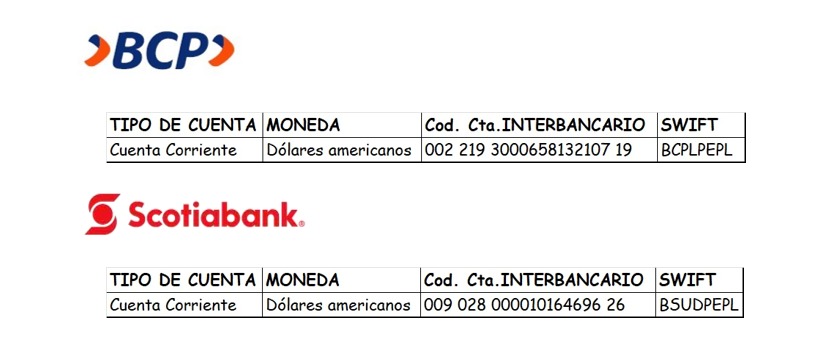 BCP
TIPO DE CUENTA MONEDA Cod. Cta.INTERBANCARIO SWIFT
Cuenta Corriente Dólares americanos 002 219 3000658132107 19 BCPLPEPL
Scotiabank®
TIPO DE CUENTA MONEDA Cod. Cta.INTERBANCARIO SWIFT
Cuenta Corriente Dólares americanos 009 028 000010164696 26 BSUDPEPL